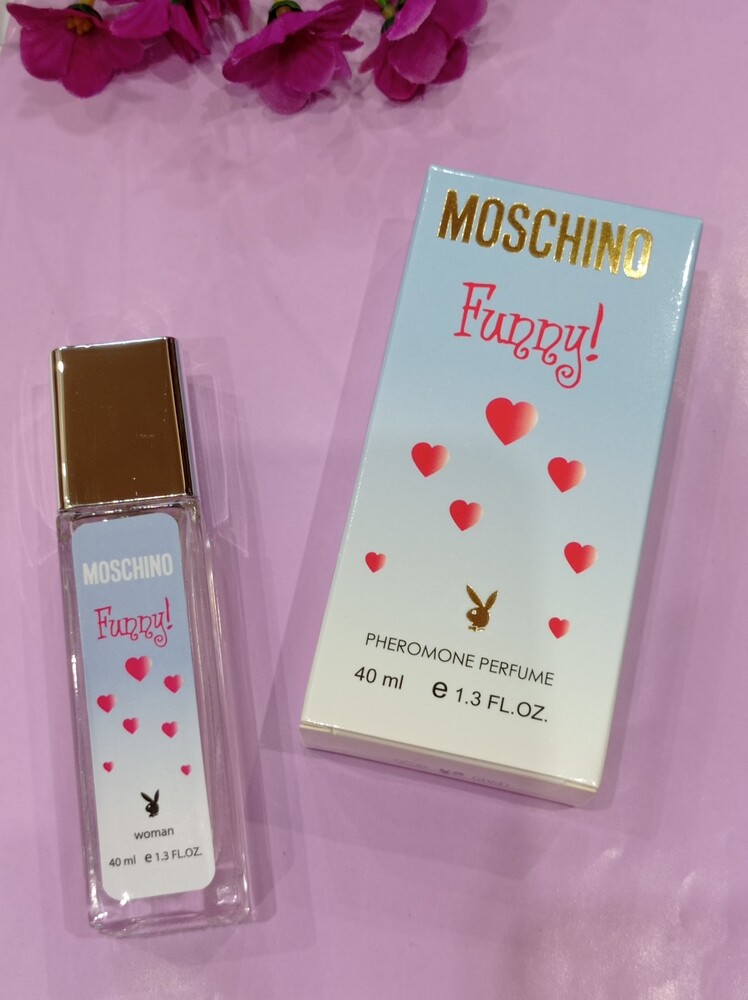 MOSCHINO
Funny!
PHEROMONE PERFUME
40 ml e 1.3 FL.OZ.
MOSCHINO
Funny!
woman
40 ml e 1.3 FL.OZ.